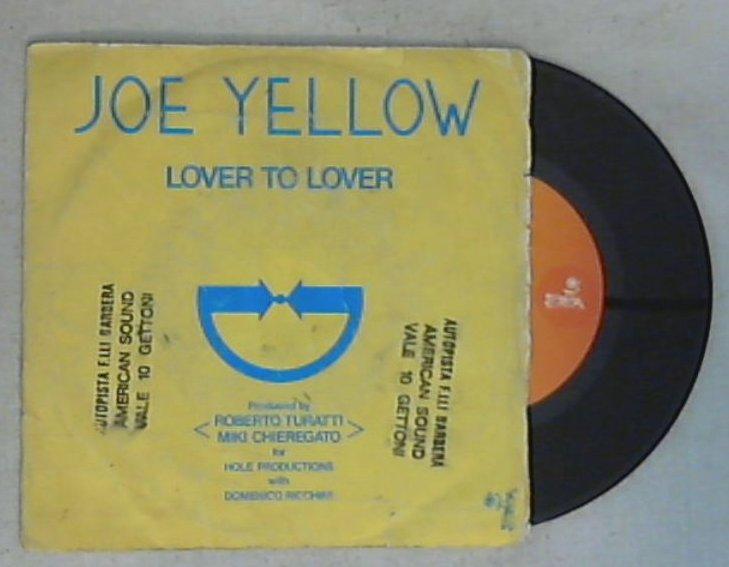 JOE YELLOW
LOVER TO LOVER
AUTOPISTA F.LLI BARBERA
AMERICAN SOUND
VALE 10 GETTONI
Produced by
< ROBERTO TURATTI >
MIKI CHIEREGATO
for
HOLE PRODUCTIONS
with
DOMENICO RICCHINI
AUTOPISTA F.LLI BARBERA
AMERICAN SOUND
VALE 10 GETTONI